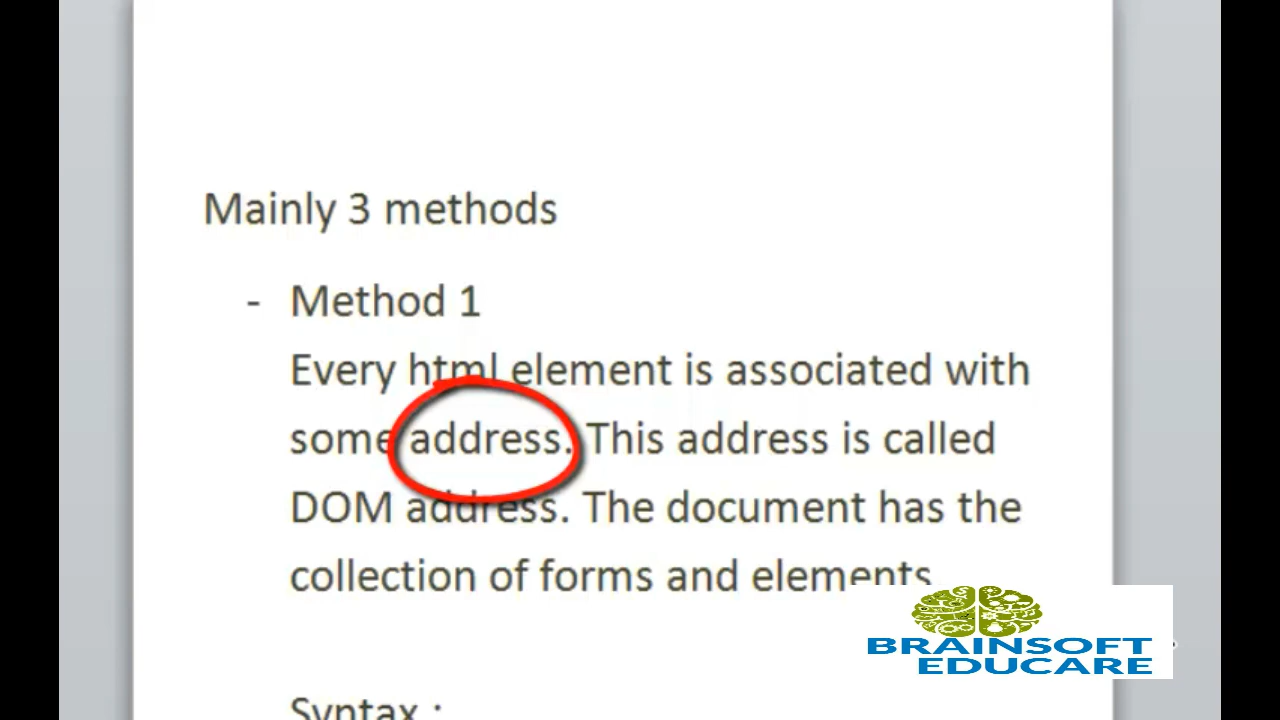 Mainly 3 methods
- Method 1
Every html element is associated with
some address. This address is called
DOM address. The document has the
collection of forms and elements
BRAINSOFT
EDUCARE
Syntax :